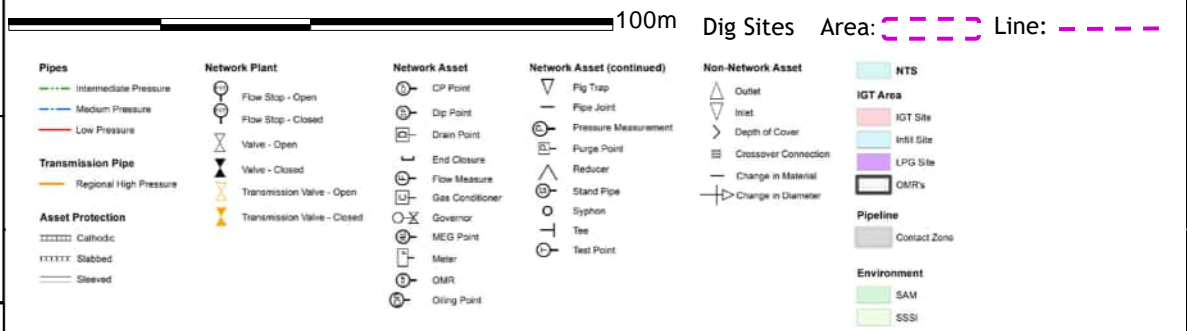 100m Dig Sites Area: Line:
Pipes
Intermediate Pressure
Medium Pressure
Low Pressure
Transmission Pipe
Regional High Pressure
Asset Protection
Cathodic
Slabbed
Sleeved
Network Plant
Flow Stop - Open
Flow Stop - Closed
Valve - Open
Valve - Closed
Transmission Valve - Open
Transmission Valve - Closed
Network Asset
CP Point
Dip Point
Drain Point
End Closure
Flow Measure
Gas Conditioner
Governor
MEG Point
Meter
OMR
Oiling Point
Network Asset (continued)
Pig Trap
Pipe Joint
Pressure Measurement
Purge Point
Reducer
Stand Pipe
Syphon
Tee
Test Point
Non-Network Asset
Outlet
Inlet
Depth of Cover
Crossover Connection
Change in Material
Change in Diameter
NTS
IGT Area
IGT Site
Infill Site
LPG Site
OMR's
Pipeline
Contact Zone
Environment
SAM
SSSI